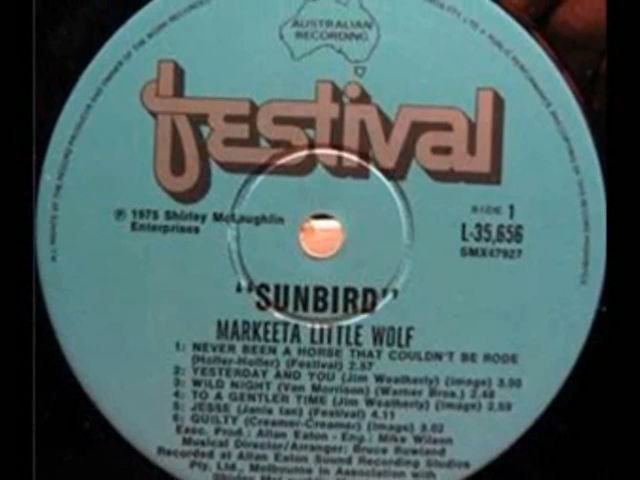 AUSTRALIAN
RECORDING
Festival
℗ 1975 Shirley McLaughlin
Enterprises
SIDE 1
L-35,656
SMX47927
"SUNBIRD"
MARKEETA LITTLE WOLF
1: NEVER BEEN A HORSE THAT COULDN'T BE RODE
(Holler-Holler) (Festival) 2.57
2: YESTERDAY AND YOU (Jim Weatherly) (Image) 3.00
3: WILD NIGHT (Van Morrison) (Warner Bros.) 2.48
4: TO A GENTLER TIME (Jim Weatherly) (Image) 2.59
5: JESSE (Janis Ian) (Festival) 4.11
6: GUILTY (Creamer-Creamer) (Image) 3.02
Exec. Prod.: Allan Eaton - Eng.: Mike Wilson
Musical Director/Arranger: Bruce Rowland
Recorded at Allan Eaton Sound Recording Studios
Pty. Ltd., Melbourne in Association with